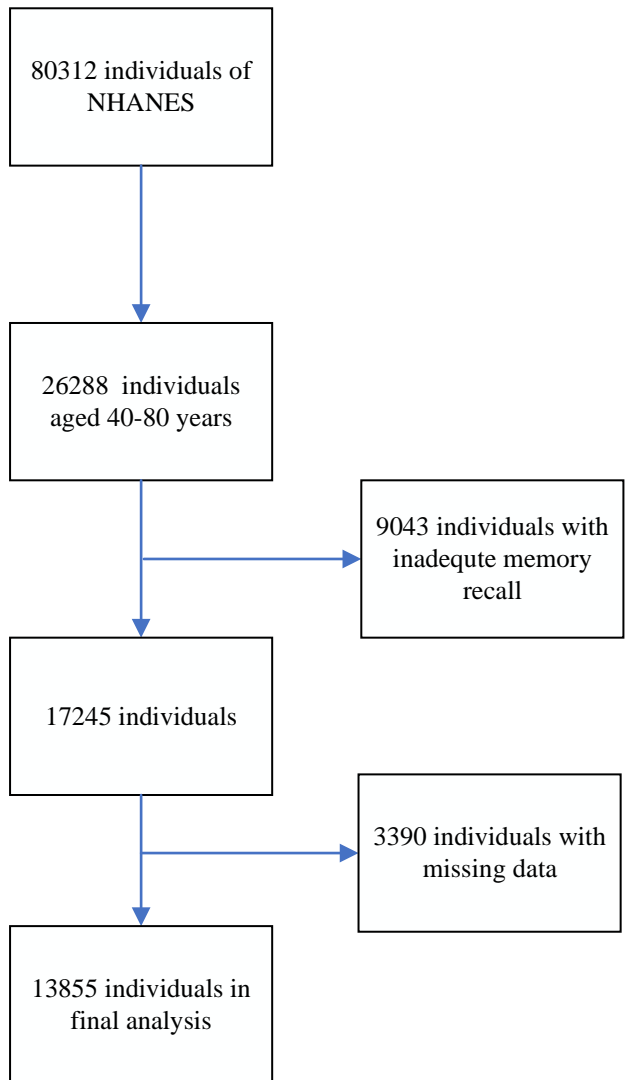 80312 individuals of
NHANES
26288  individuals
aged 40-80 years
9043 individuals with
inadequte memory
recall
17245 individuals
3390 individuals with
missing data
13855 individuals in
final analysis